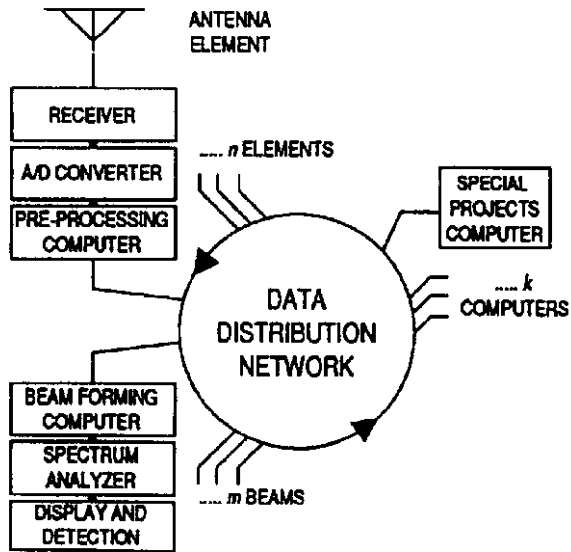 ANTENNA
ELEMENT
RECEIVER
A/D CONVERTER
PRE-PROCESSING
COMPUTER
..... n ELEMENTS
SPECIAL
PROJECTS
COMPUTER
..... k
COMPUTERS
DATA
DISTRIBUTION
NETWORK
BEAM FORMING
COMPUTER
SPECTRUM
ANALYZER
DISPLAY AND
DETECTION
..... m BEAMS